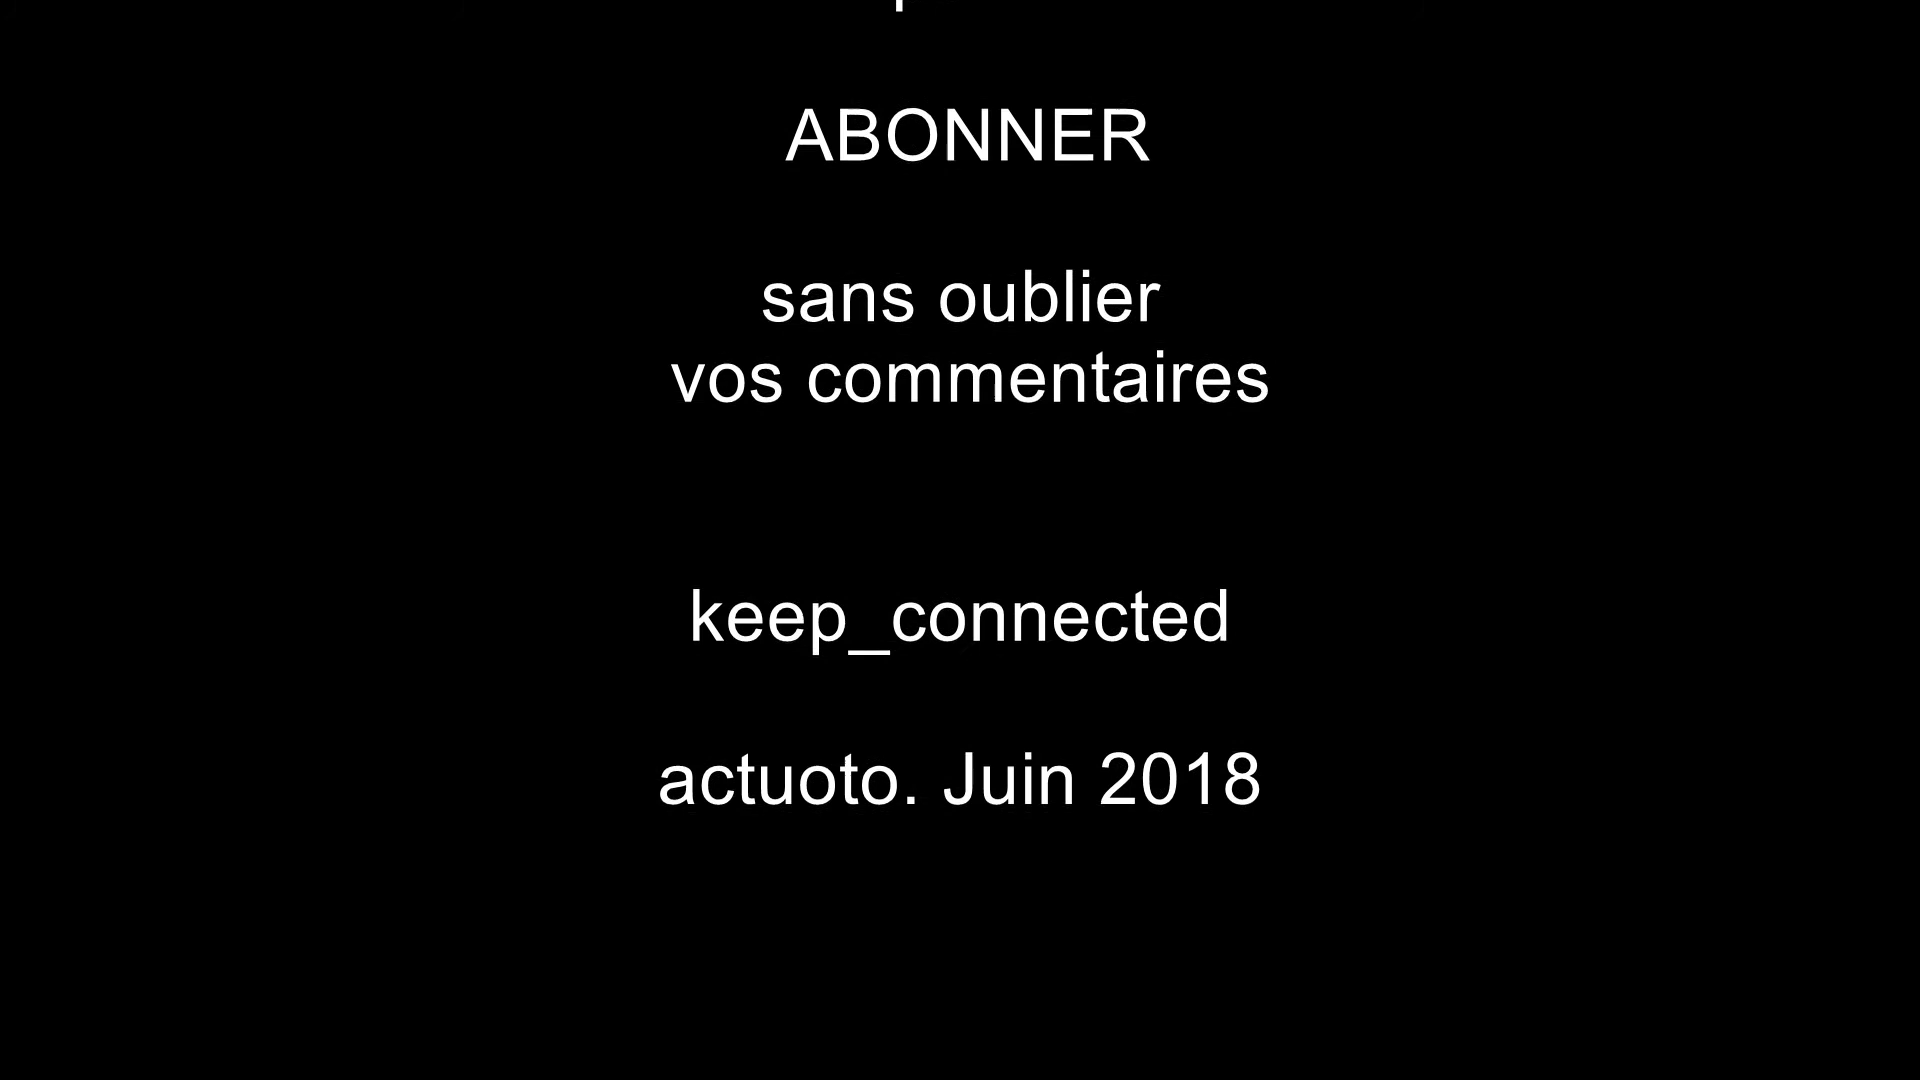 ABONNER
sans oublier
vos commentaires
keep_connected
actuoto. Juin 2018